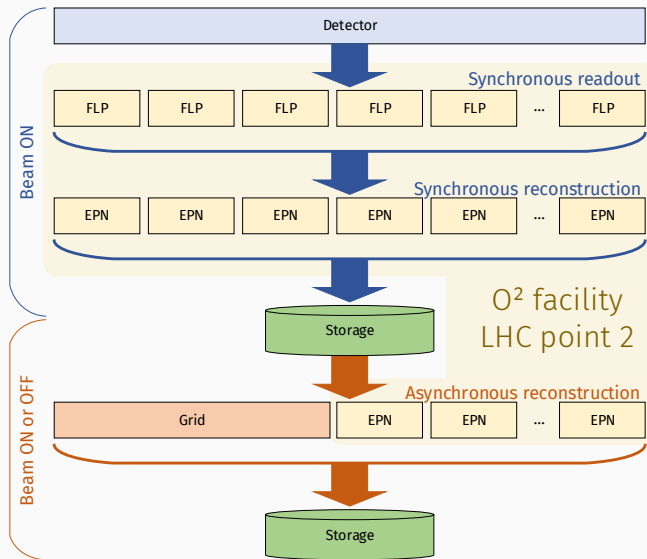 Detector
Synchronous readout
FLP FLP FLP FLP FLP ... FLP
Beam ON
Synchronous reconstruction
EPN EPN EPN EPN EPN ... EPN
O² facility
LHC point 2
Storage
Asynchronous reconstruction
Beam ON or OFF
Grid EPN EPN ... EPN
Storage